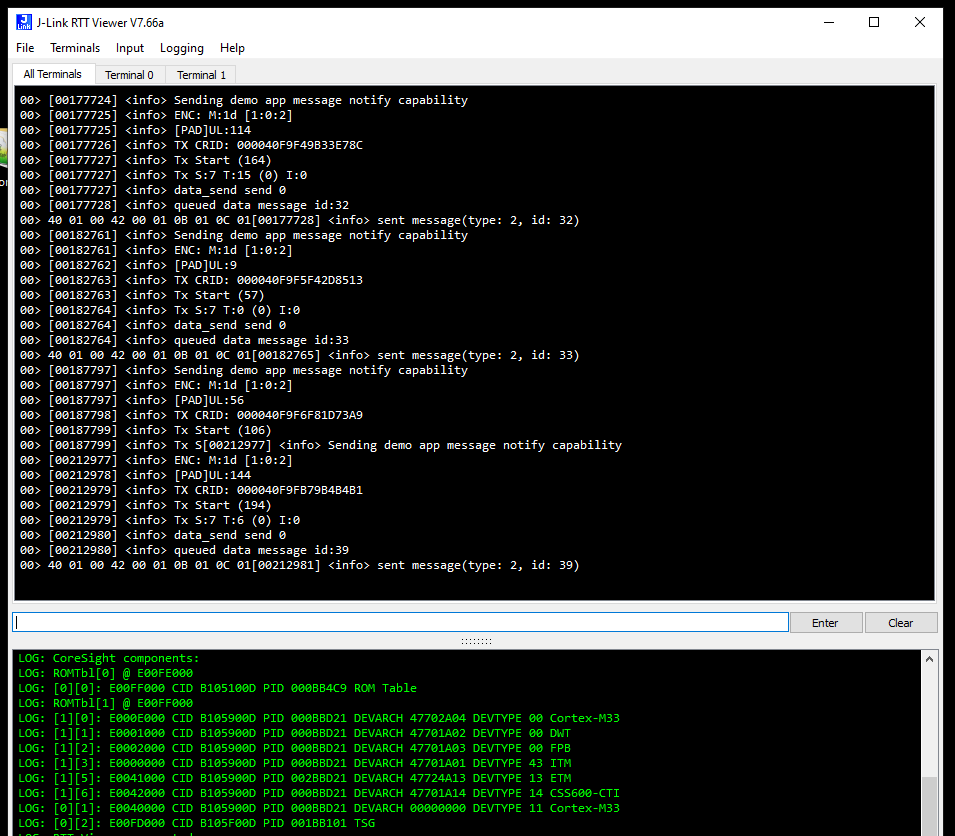 J-Link RTT Viewer V7.66a
File Terminals Input Logging Help
All Terminals Terminal 0 Terminal 1
00> [00177724] <info> Sending demo app message notify capability
00> [00177725] <info> ENC: M:1d [1:0:2]
00> [00177725] <info> [PAD]UL:114
00> [00177726] <info> TX CRID: 000040F9F49B33E78C
00> [00177727] <info> Tx Start (164)
00> [00177727] <info> Tx S:7 T:15 (0) I:0
00> [00177727] <info> data_send send 0
00> [00177728] <info> queued data message id:32
00> 40 01 00 42 00 01 0B 01 0C 01[00177728] <info> sent message(type: 2, id: 32)
00> [00182761] <info> Sending demo app message notify capability
00> [00182761] <info> ENC: M:1d [1:0:2]
00> [00182762] <info> [PAD]UL:9
00> [00182763] <info> TX CRID: 000040F9F5F42D8513
00> [00182763] <info> Tx Start (57)
00> [00182764] <info> Tx S:7 T:0 (0) I:0
00> [00182764] <info> data_send send 0
00> [00182764] <info> queued data message id:33
00> 40 01 00 42 00 01 0B 01 0C 01[00182765] <info> sent message(type: 2, id: 33)
00> [00187797] <info> Sending demo app message notify capability
00> [00187797] <info> ENC: M:1d [1:0:2]
00> [00187797] <info> [PAD]UL:56
00> [00187798] <info> TX CRID: 000040F9F6F81D73A9
00> [00187799] <info> Tx Start (106)
00> [00187799] <info> Tx S[00212977] <info> Sending demo app message notify capability
00> [00212977] <info> ENC: M:1d [1:0:2]
00> [00212978] <info> [PAD]UL:144
00> [00212979] <info> TX CRID: 000040F9FB79B4B4B1
00> [00212979] <info> Tx Start (194)
00> [00212979] <info> Tx S:7 T:6 (0) I:0
00> [00212980] <info> data_send send 0
00> [00212980] <info> queued data message id:39
00> 40 01 00 42 00 01 0B 01 0C 01[00212981] <info> sent message(type: 2, id: 39)
Enter Clear
LOG: CoreSight components:
LOG: ROMTbl[0] @ E00FE000
LOG: [0][0]: E00FF000 CID B105100D PID 000BB4C9 ROM Table
LOG: ROMTbl[1] @ E00FF000
LOG: [1][0]: E000E000 CID B105900D PID 000BBD21 DEVARCH 47702A04 DEVTYPE 00 Cortex-M33
LOG: [1][1]: E0001000 CID B105900D PID 000BBD21 DEVARCH 47701A02 DEVTYPE 00 DWT
LOG: [1][2]: E0002000 CID B105900D PID 000BBD21 DEVARCH 47701A03 DEVTYPE 00 FPB
LOG: [1][3]: E0000000 CID B105900D PID 000BBD21 DEVARCH 47701A01 DEVTYPE 43 ITM
LOG: [1][5]: E0041000 CID B105900D PID 002BBD21 DEVARCH 47724A13 DEVTYPE 13 ETM
LOG: [1][6]: E0042000 CID B105900D PID 000BBD21 DEVARCH 47701A14 DEVTYPE 14 CSS600-CTI
LOG: [0][1]: E0040000 CID B105900D PID 000BBD21 DEVARCH 00000000 DEVTYPE 11 Cortex-M33
LOG: [0][2]: E00FD000 CID B105F00D PID 001BB101 TSG